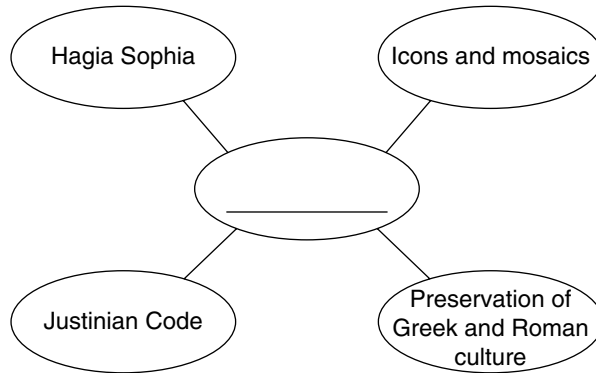 Hagia Sophia
Icons and mosaics
Justinian Code
Preservation of
Greek and Roman
culture